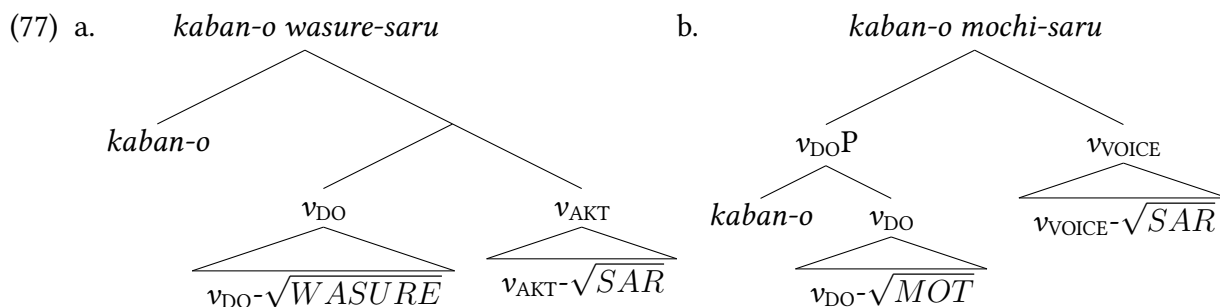 (77) a. kaban-o wasure-saru b. kaban-o mochi-saru
kaban-o v_DO P v_VOICE
v_DO v_AKT kaban-o v_DO v_VOICE-√SAR
v_DO-√WASURE v_AKT-√SAR v_DO-√MOT